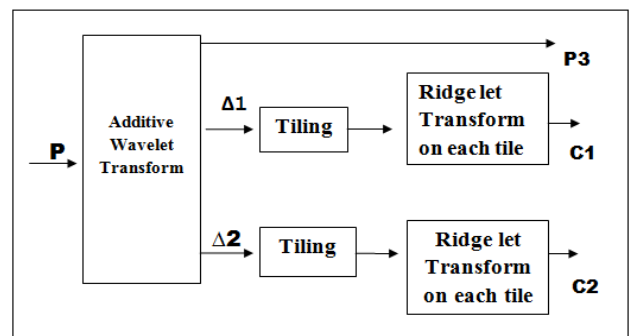 P
Additive
Wavelet
Transform
P3
Δ1
Tiling
Ridge let
Transform
on each tile
C1
Δ2
Tiling
Ridge let
Transform
on each tile
C2